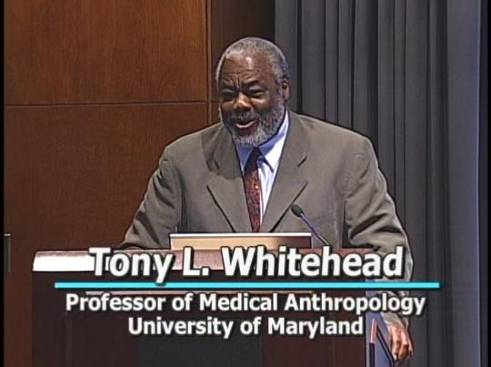 Tony L. Whitehead
Professor of Medical Anthropology
University of Maryland